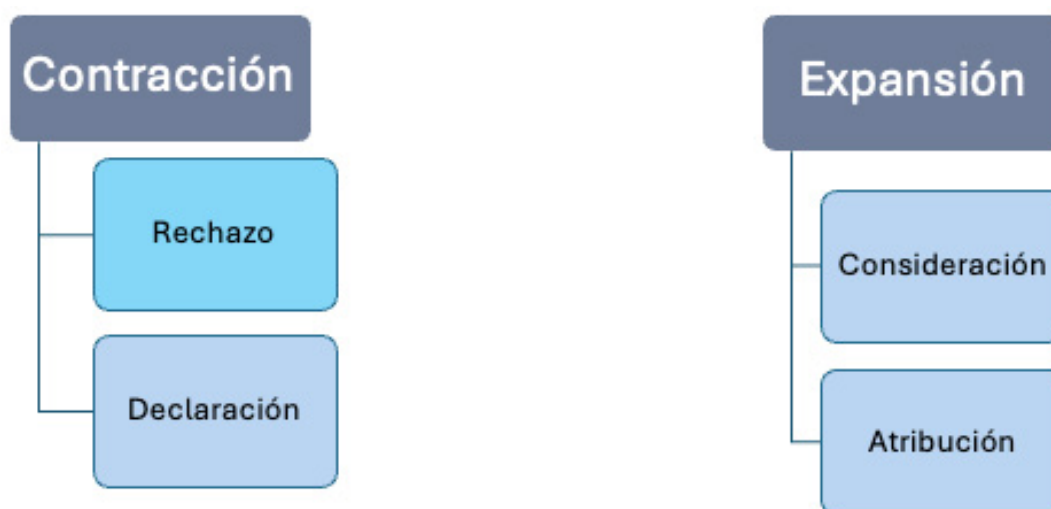 Contracción
Rechazo
Declaración
Expansión
Consideración
Atribución